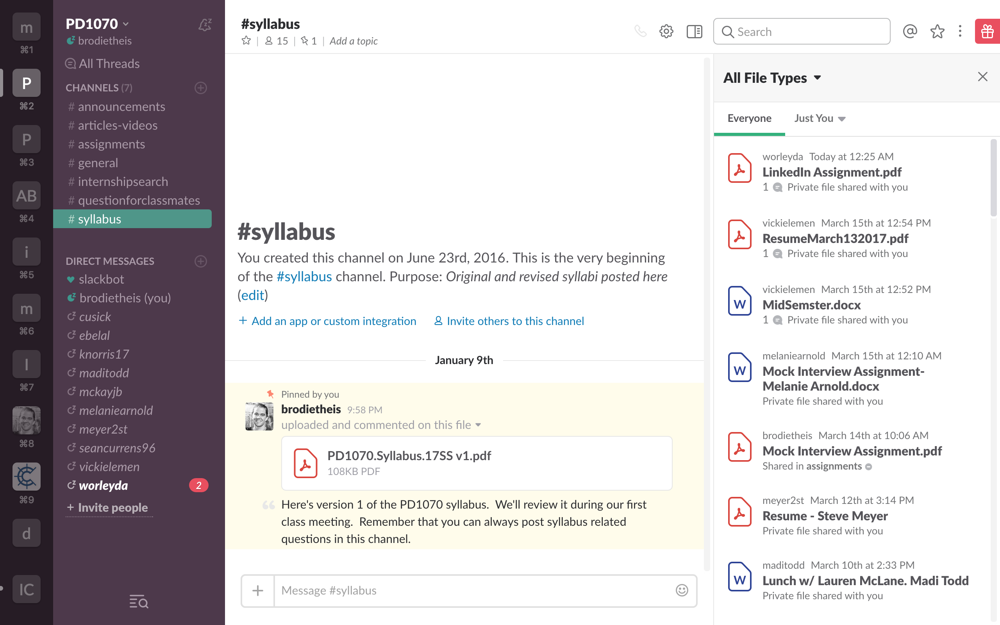 m
⌘1
P
⌘2
P
⌘3
AB
⌘4
i
⌘5
m
⌘6
l
⌘7
⌘8
⌘9
d
IC
PD1070
brodietheis
All Threads
CHANNELS (7)
# announcements
# articles-videos
# assignments
# general
# internshipsearch
# questionforclassmates
# syllabus
DIRECT MESSAGES
slackbot
brodietheis (you)
cusick
ebelal
knorris17
maditodd
mckayjb
melaniearnold
meyer2st
seancurrens96
vickielemen
worleyda 2
+ Invite people
#syllabus
15 | 1 | Add a topic
Search
#syllabus
You created this channel on June 23rd, 2016. This is the very beginning
of the #syllabus channel. Purpose: Original and revised syllabi posted here
(edit)
+ Add an app or custom integration Invite others to this channel
January 9th
Pinned by you
brodietheis 9:58 PM
uploaded and commented on this file
PD1070.Syllabus.17SS v1.pdf
108KB PDF
Here's version 1 of the PD1070 syllabus. We'll review it during our first
class meeting. Remember that you can always post syllabus related
questions in this channel.
Message #syllabus
All File Types
Everyone Just You
worleyda Today at 12:25 AM
LinkedIn Assignment.pdf
1 Private file shared with you
vickielemen March 15th at 12:54 PM
ResumeMarch132017.pdf
1 Private file shared with you
vickielemen March 15th at 12:52 PM
MidSemster.docx
1 Private file shared with you
melaniearnold March 15th at 12:10 AM
Mock Interview Assignment-
Melanie Arnold.docx
Private file shared with you
brodietheis March 14th at 10:06 AM
Mock Interview Assignment.pdf
Shared in assignments
meyer2st March 12th at 3:14 PM
Resume - Steve Meyer
Private file shared with you
maditodd March 10th at 2:33 PM
Lunch w/ Lauren McLane. Madi Todd
Private file shared with you